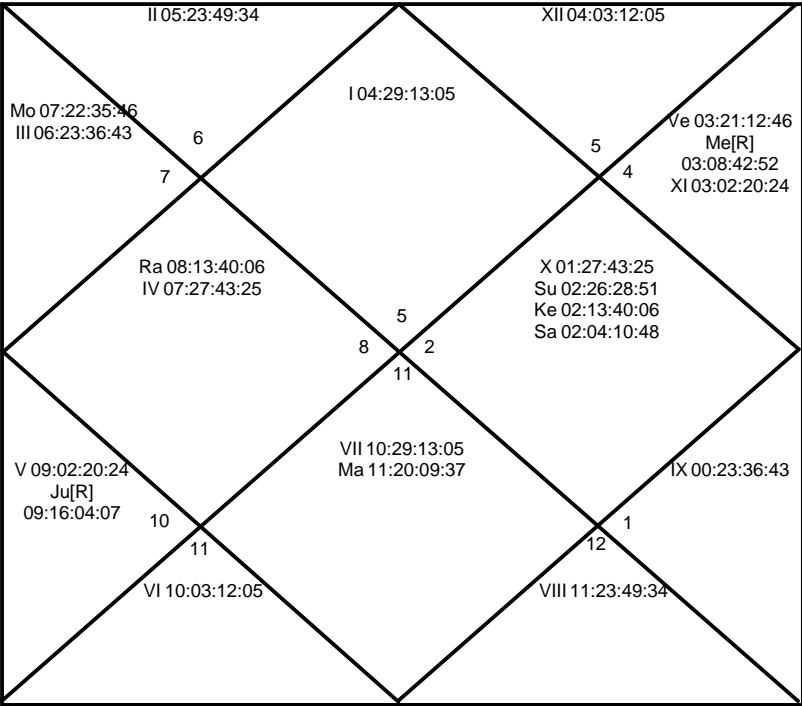 II 05:23:49:34
XII 04:03:12:05
I 04:29:13:05
Mo 07:22:35:46
III 06:23:36:43
Ve 03:21:12:46
Me[R]
03:08:42:52
XI 03:02:20:24
6
5
7
4
Ra 08:13:40:06
IV 07:27:43:25
X 01:27:43:25
Su 02:26:28:51
Ke 02:13:40:06
Sa 02:04:10:48
5
8
2
11
VII 10:29:13:05
Ma 11:20:09:37
V 09:02:20:24
Ju[R]
09:16:04:07
IX 00:23:36:43
10
1
11
12
VI 10:03:12:05
VIII 11:23:49:34